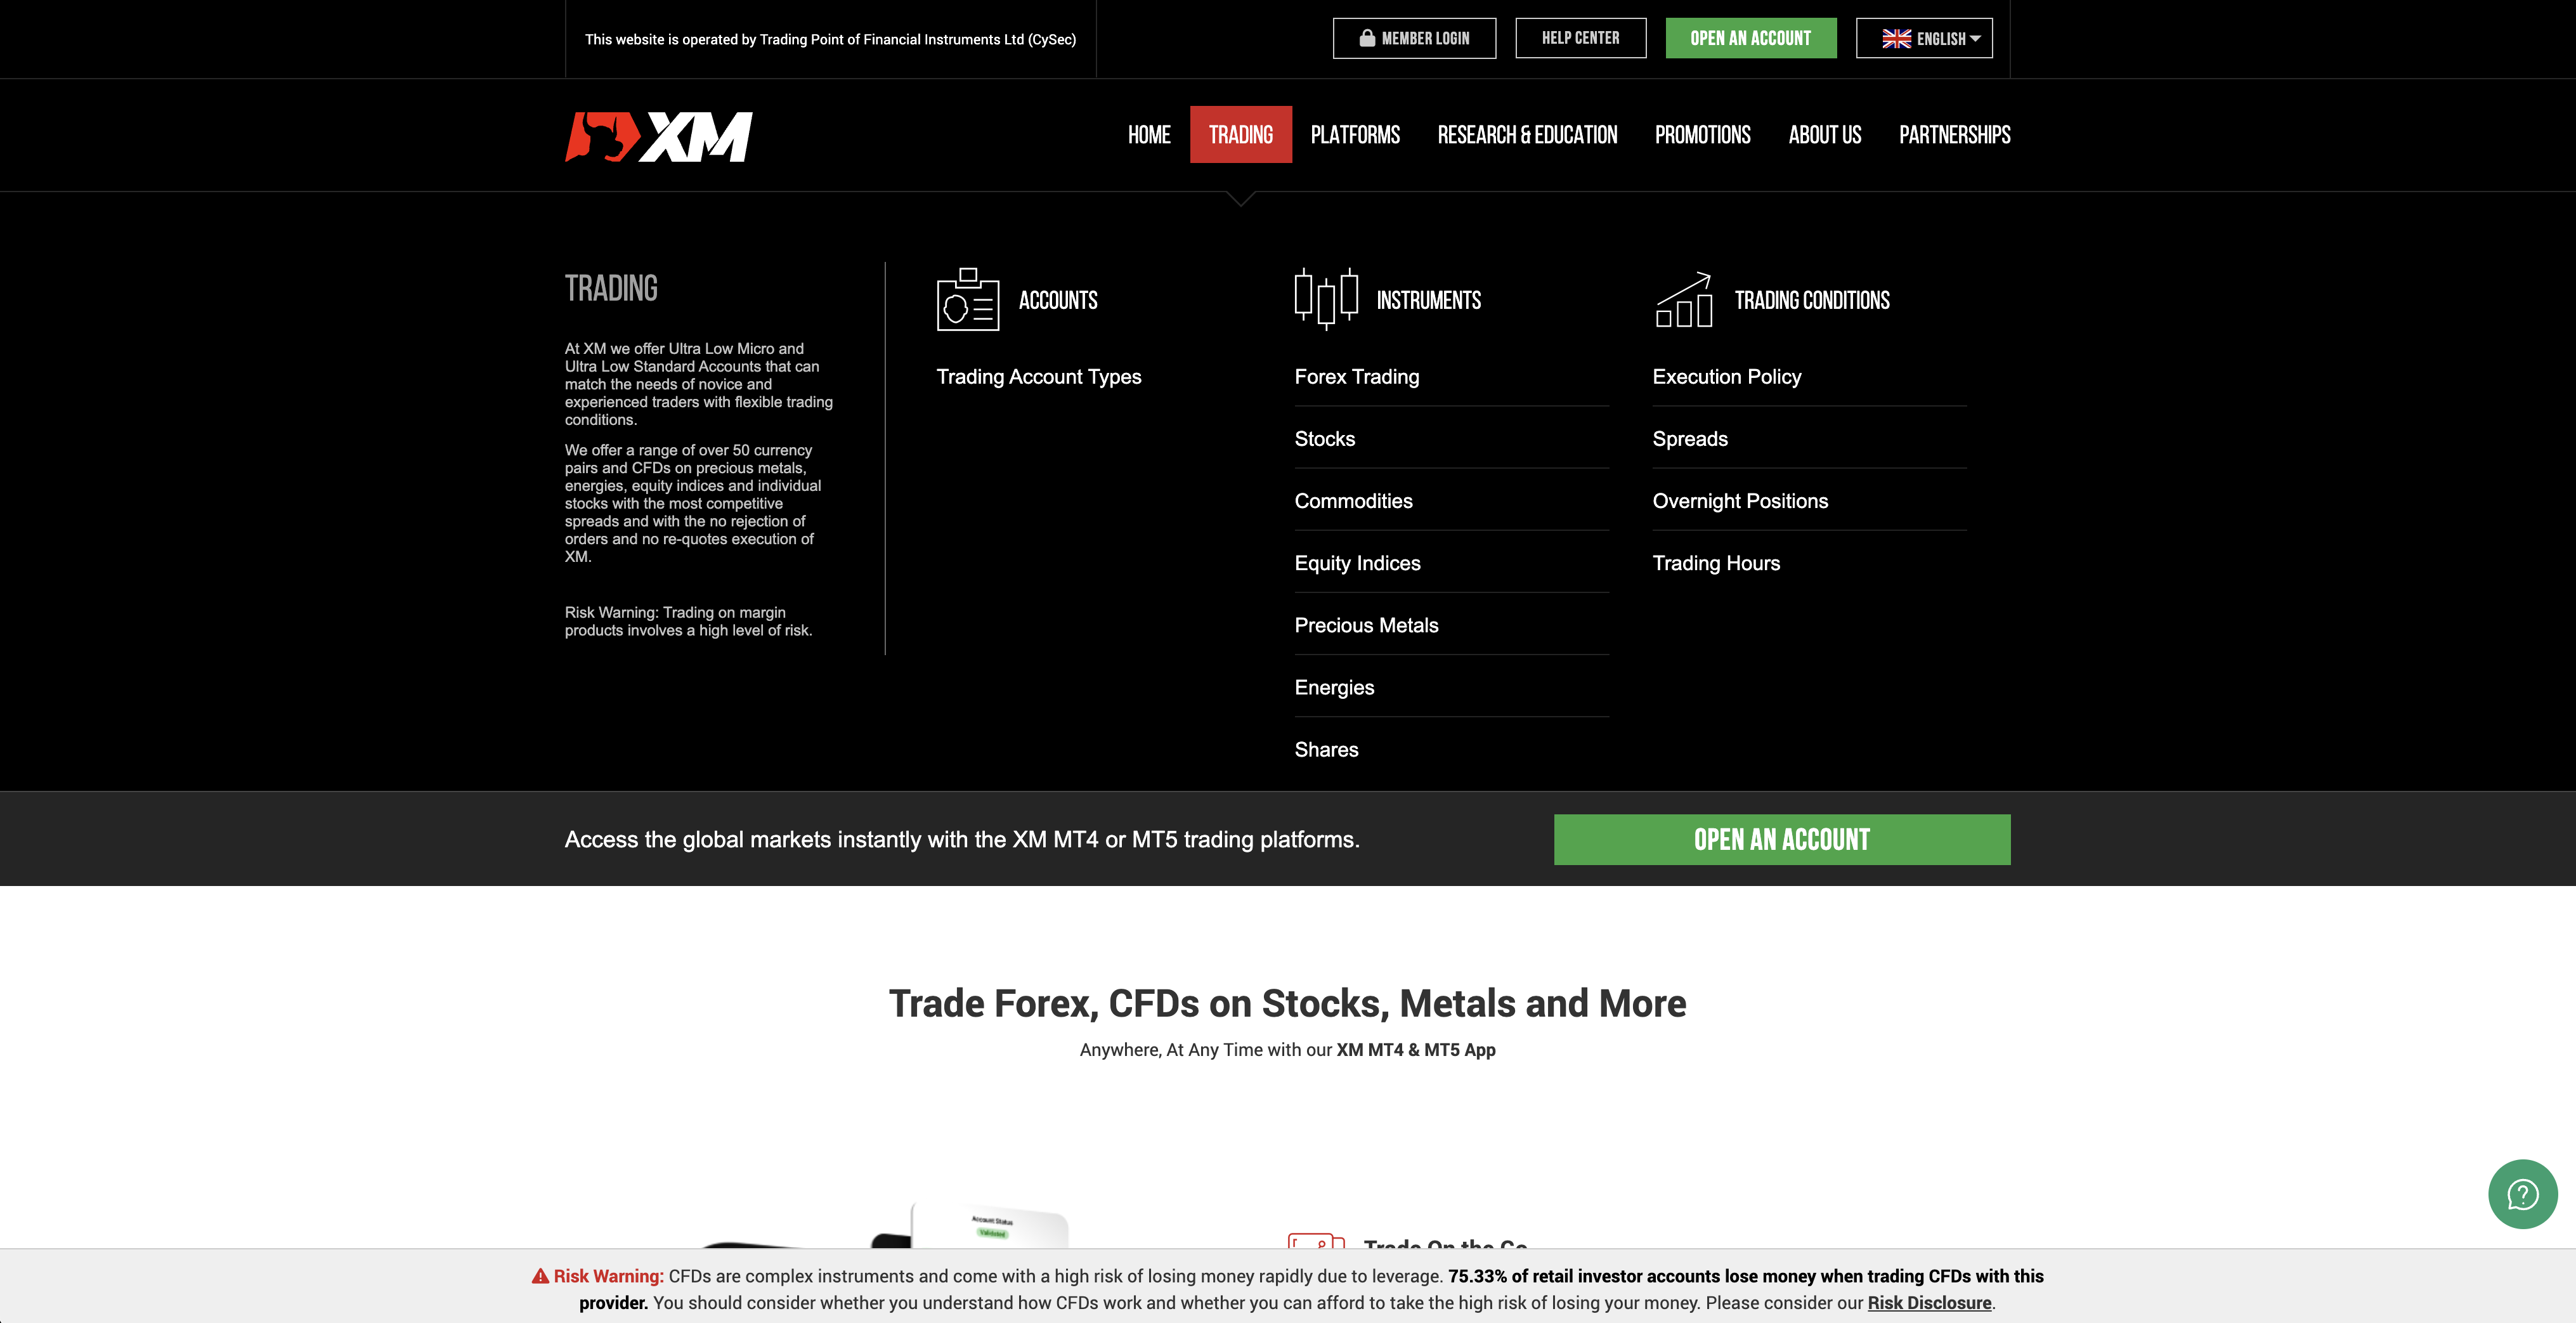 This website is operated by Trading Point of Financial Instruments Ltd (CySec)
MEMBER LOGIN
HELP CENTER
OPEN AN ACCOUNT
ENGLISH
XM
HOME
TRADING
PLATFORMS
RESEARCH & EDUCATION
PROMOTIONS
ABOUT US
PARTNERSHIPS
TRADING
At XM we offer Ultra Low Micro and
Ultra Low Standard Accounts that can
match the needs of novice and
experienced traders with flexible trading
conditions.
We offer a range of over 50 currency
pairs and CFDs on precious metals,
energies, equity indices and individual
stocks with the most competitive
spreads and with the no rejection of
orders and no re-quotes execution of
XM.
Risk Warning: Trading on margin
products involves a high level of risk.
ACCOUNTS
Trading Account Types
INSTRUMENTS
Forex Trading
Stocks
Commodities
Equity Indices
Precious Metals
Energies
Shares
TRADING CONDITIONS
Execution Policy
Spreads
Overnight Positions
Trading Hours
Access the global markets instantly with the XM MT4 or MT5 trading platforms.
OPEN AN ACCOUNT
Trade Forex, CFDs on Stocks, Metals and More
Anywhere, At Any Time with our XM MT4 & MT5 App
Account Status
Validated
Trade On the Go
Risk Warning: CFDs are complex instruments and come with a high risk of losing money rapidly due to leverage. 75.33% of retail investor accounts lose money when trading CFDs with this
provider. You should consider whether you understand how CFDs work and whether you can afford to take the high risk of losing your money. Please consider our Risk Disclosure.